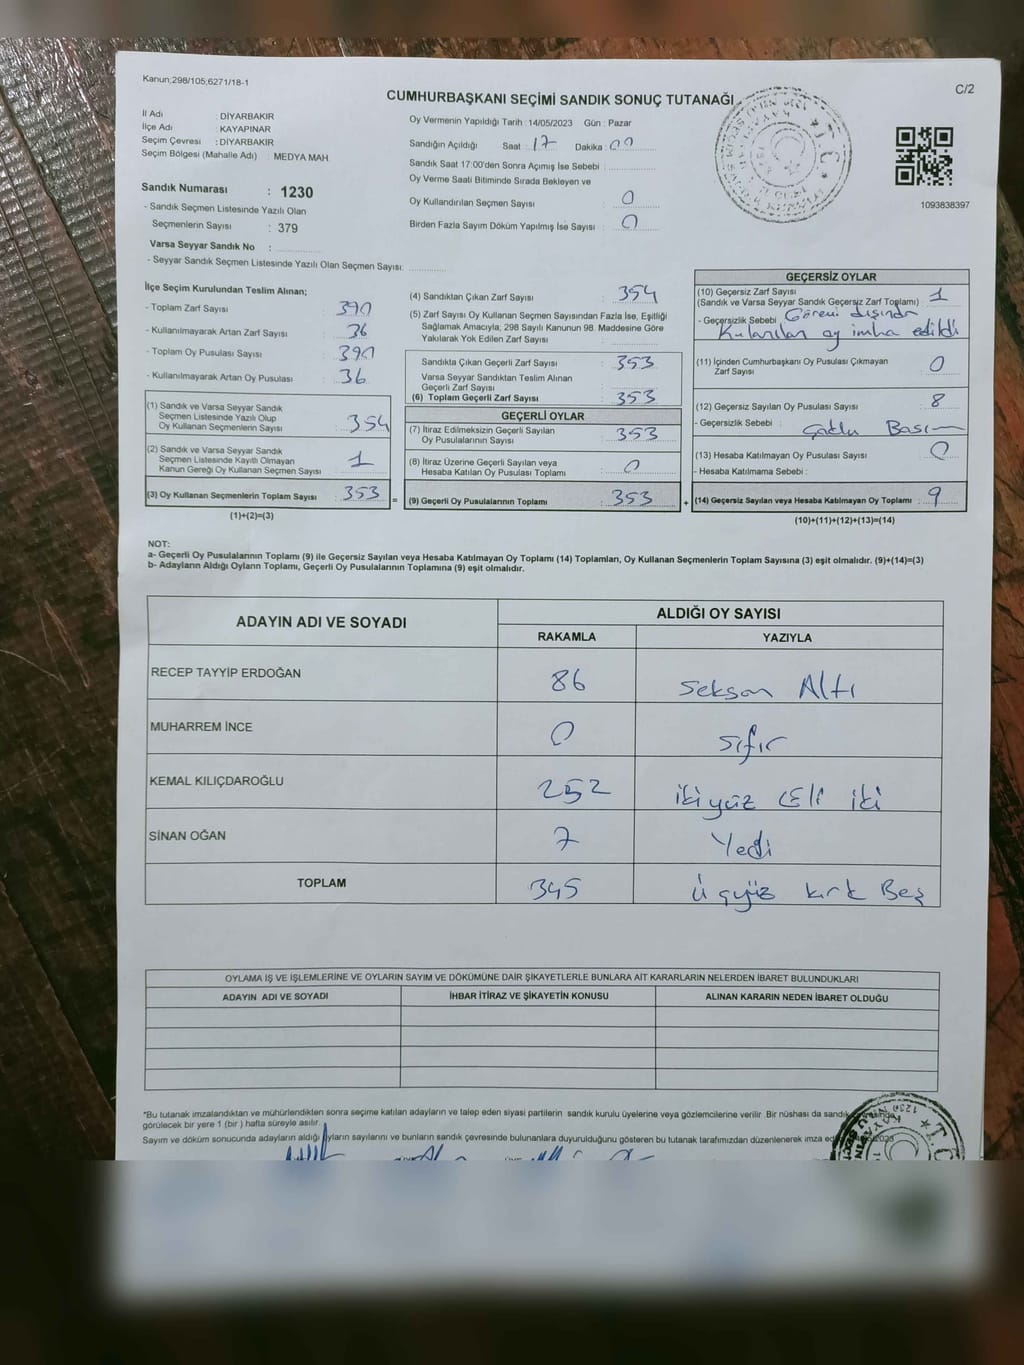 Kanun;298/105;6271/18-1
C/2
CUMHURBAŞKANI SEÇİMİ SANDIK SONUÇ TUTANAĞI
İl Adı : DİYARBAKIR
İlçe Adı : KAYAPINAR
Seçim Çevresi : DİYARBAKIR
Seçim Bölgesi (Mahalle Adı) : MEDYA MAH
Sandık Numarası : 1230
- Sandık Seçmen Listesinde Yazılı Olan
Seçmenlerin Sayısı : 379
Varsa Seyyar Sandık No :
- Seyyar Sandık Seçmen Listesinde Yazılı Olan Seçmen Sayısı:
Oy Vermenin Yapıldığı Tarih : 14/05/2023 Gün : Pazar
Sandığın Açıldığı Saat : 17 Dakika : 00
Sandık Saat 17:00'den Sonra Açımış İse Sebebi :
Oy Verme Saati Bitiminde Sırada Bekleyen ve
Oy Kullandırılan Seçmen Sayısı : 0
Birden Fazla Sayım Döküm Yapılmış İse Sayısı : 0
1093838397
İlçe Seçim Kurulundan Teslim Alınan;
- Toplam Zarf Sayısı : 390
- Kullanılmayarak Artan Zarf Sayısı : 36
- Toplam Oy Pusulası Sayısı : 390
- Kullanılmayarak Artan Oy Pusulası : 36
(1) Sandık ve Varsa Seyyar Sandık
Seçmen Listesinde Yazılı Olup
Oy Kullanan Seçmenlerin Sayısı : 354
(2) Sandık ve Varsa Seyyar Sandık
Seçmen Listesinde Kayıtlı Olmayan
Kanun Gereği Oy Kullanan Seçmen Sayısı : 1
(3) Oy Kullanan Seçmenlerin Toplam Sayısı : 353 =
(1)+(2)=(3)
(4) Sandıktan Çıkan Zarf Sayısı : 354
(5) Zarf Sayısı Oy Kullanan Seçmen Sayısından Fazla İse, Eşitliği
Sağlamak Amacıyla, 298 Sayılı Kanunun 98. Maddesine Göre
Yakılarak Yok Edilen Zarf Sayısı :
Sandıkta Çıkan Geçerli Zarf Sayısı : 353
Varsa Seyyar Sandıktan Teslim Alınan
Geçerli Zarf Sayısı :
(6) Toplam Geçerli Zarf Sayısı : 353
GEÇERLİ OYLAR
(7) İtiraz Edilmeksizin Geçerli Sayılan
Oy Pusulalarının Sayısı : 353
(8) İtiraz Üzerine Geçerli Sayılan veya
Hesaba Katılan Oy Pusulası Toplamı : 0
(9) Geçerli Oy Pusulalarının Toplamı : 353 +
GEÇERSİZ OYLAR
(10) Geçersiz Zarf Sayısı
(Sandık ve Varsa Seyyar Sandık Geçersiz Zarf Toplamı) : 1
- Geçersizlik Sebebi : Görevi dışında
Kulanılan oy imha edildi
(11) İçinden Cumhurbaşkanı Oy Pusulası Çıkmayan
Zarf Sayısı : 0
(12) Geçersiz Sayılan Oy Pusulası Sayısı : 8
- Geçersizlik Sebebi : Çoklu Basım
(13) Hesaba Katılmayan Oy Pusulası Sayısı : 0
- Hesaba Katılmama Sebebi :
(14) Geçersiz Sayılan veya Hesaba Katılmayan Oy Toplamı : 9
(10)+(11)+(12)+(13)=(14)
NOT:
a- Geçerli Oy Pusulalarının Toplamı (9) ile Geçersiz Sayılan veya Hesaba Katılmayan Oy Toplamı (14) Toplamları, Oy Kullanan Seçmenlerin Toplam Sayısına (3) eşit olmalıdır. (9)+(14)=(3)
b- Adayların Aldığı Oyların Toplamı, Geçerli Oy Pusulalarının Toplamına (9) eşit olmalıdır.
ADAYIN ADI VE SOYADI ALDIĞI OY SAYISI
RAKAMLA YAZIYLA
RECEP TAYYİP ERDOĞAN 86 Seksan Altı
MUHARREM İNCE 0 Sıfır
KEMAL KILIÇDAROĞLU 252 iki yüz Elli iki
SİNAN OĞAN 7 Yedi
TOPLAM 345 Üçyüz kırk Beş
OYLAMA İŞ VE İŞLEMLERİNE VE OYLARIN SAYIM VE DÖKÜMÜNE DAİR ŞİKAYETLERLE BUNLARA AİT KARARLARIN NELERDEN İBARET BULUNDUKLARI
ADAYIN ADI VE SOYADI İHBAR İTİRAZ VE ŞİKAYETİN KONUSU ALINAN KARARIN NEDEN İBARET OLDUĞU
*Bu tutanak imzalandıktan ve mühürlendikten sonra seçime katılan adayların ve talep eden siyasi partilerin sandık kurulu üyelerine veya gözlemcilerine verilir. Bir nüshası da sandık
görülecek bir yere 1 (bir) hafta süreyle asılır.
Sayım ve döküm sonucunda adayların aldığı oyların sayılarını ve bunların sandık çevresinde bulunanlara duyurulduğunu gösteren bu tutanak tarafımızdan düzenlenerek imza